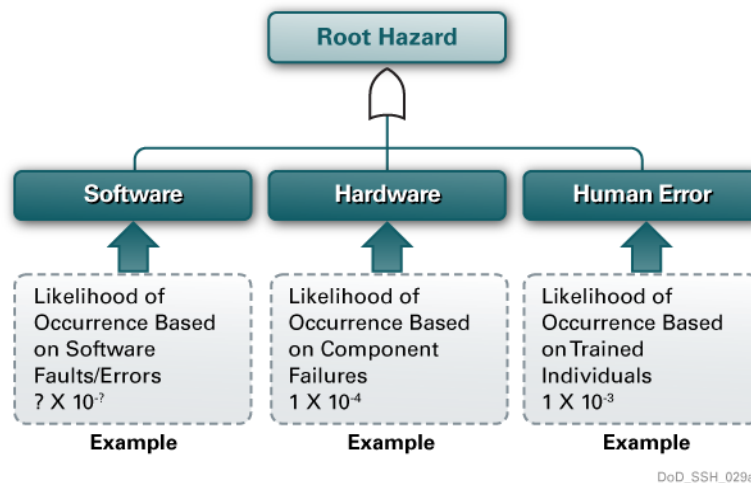 Root Hazard
Software
Hardware
Human Error
Likelihood of
Occurrence Based
on Software
Faults/Errors
? X 10⁻?
Likelihood of
Occurrence Based
on Component
Failures
1 X 10⁻⁴
Likelihood of
Occurrence Based
on Trained
Individuals
1 X 10⁻³
Example
Example
Example
DoD_SSH_029a